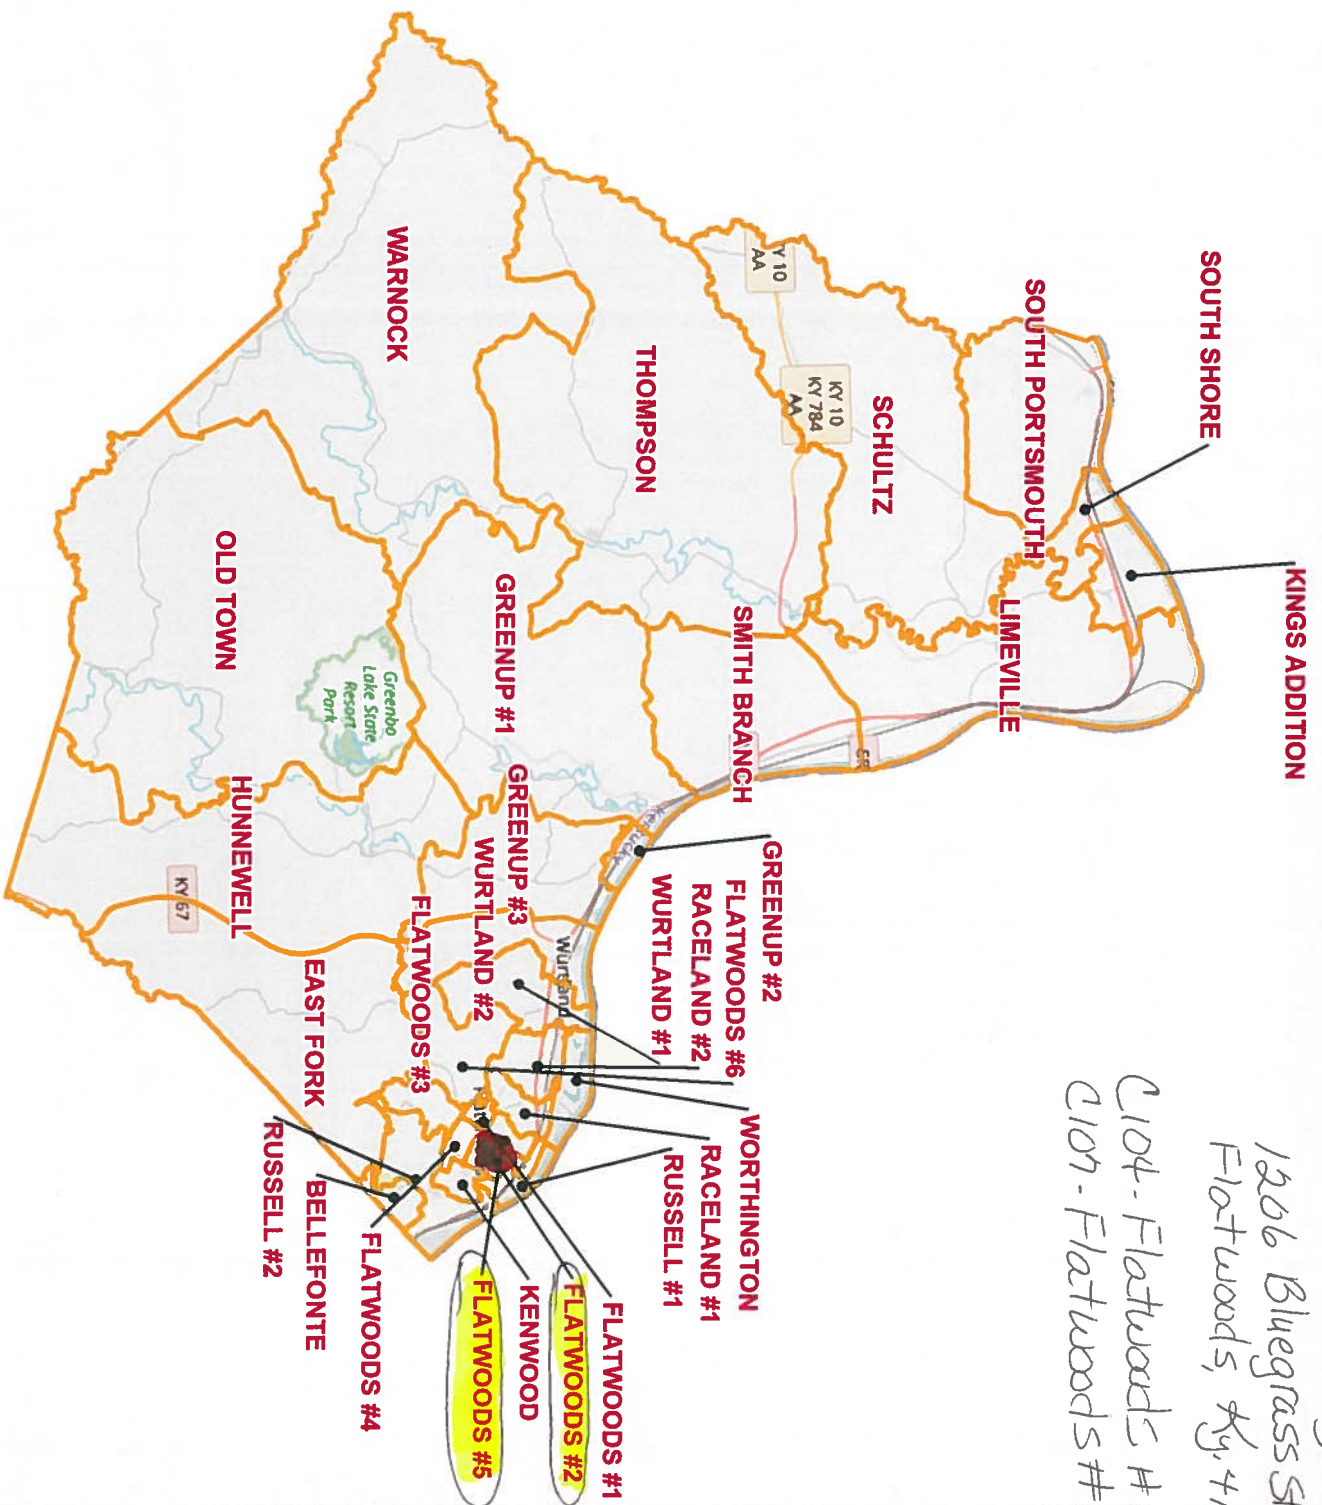 1206 Bluegrass
Flatwoods, Ky. 4
C104 - Flatwoods #
C107 - Flatwoods #
KINGS ADDITION
SOUTH SHORE
SOUTH PORTSMOUTH
LIMEVILLE
SCHULTZ
KY 10
KY 784
AA
Y 10
AA
THOMPSON
SMITH BRANCH
WARNOCK
GREENUP #1
GREENUP #3
WURTLAND #2
FLATWOODS #3
OLD TOWN
Greenbo
Lake State
Resort
Park
HUNNEWELL
KY 67
EAST FORK
Kentucky
Wurtland
GREENUP #2
FLATWOODS #6
RACELAND #2
WURTLAND #1
WORTHINGTON
RACELAND #1
RUSSELL #1
FLATWOODS #1
FLATWOODS #2
KENWOOD
FLATWOODS #5
FLATWOODS #4
BELLEFONTE
RUSSELL #2